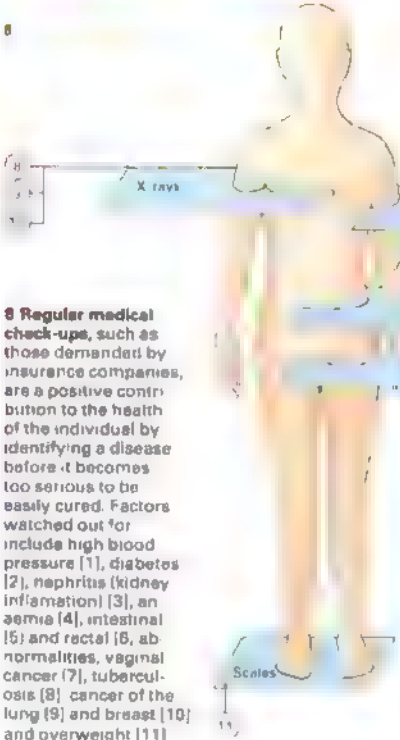 8
X rays
8 Regular medical
check-ups, such as
those demanded by
insurance companies,
are a positive contri
bution to the health
of the individual by
identifying a disease
before it becomes
too serious to be
easily cured. Factors
watched out for
include high blood
pressure [1], diabetes
[2], nephritis (kidney
inflamation) [3], an
aemia [4], intestinal
[5] and rectal [6, ab
normalities, vaginal
cancer [7], tubercul-
osis [8] cancer of the
lung [9] and breast [10]
and overweight [11]
Scales
11